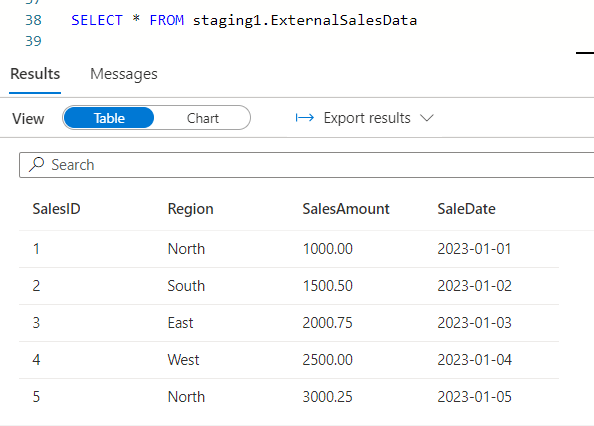 37
38 SELECT * FROM staging1.ExternalSalesData
39
Results Messages
View Table Chart Export results
Search
SalesID Region SalesAmount SaleDate
1 North 1000.00 2023-01-01
2 South 1500.50 2023-01-02
3 East 2000.75 2023-01-03
4 West 2500.00 2023-01-04
5 North 3000.25 2023-01-05